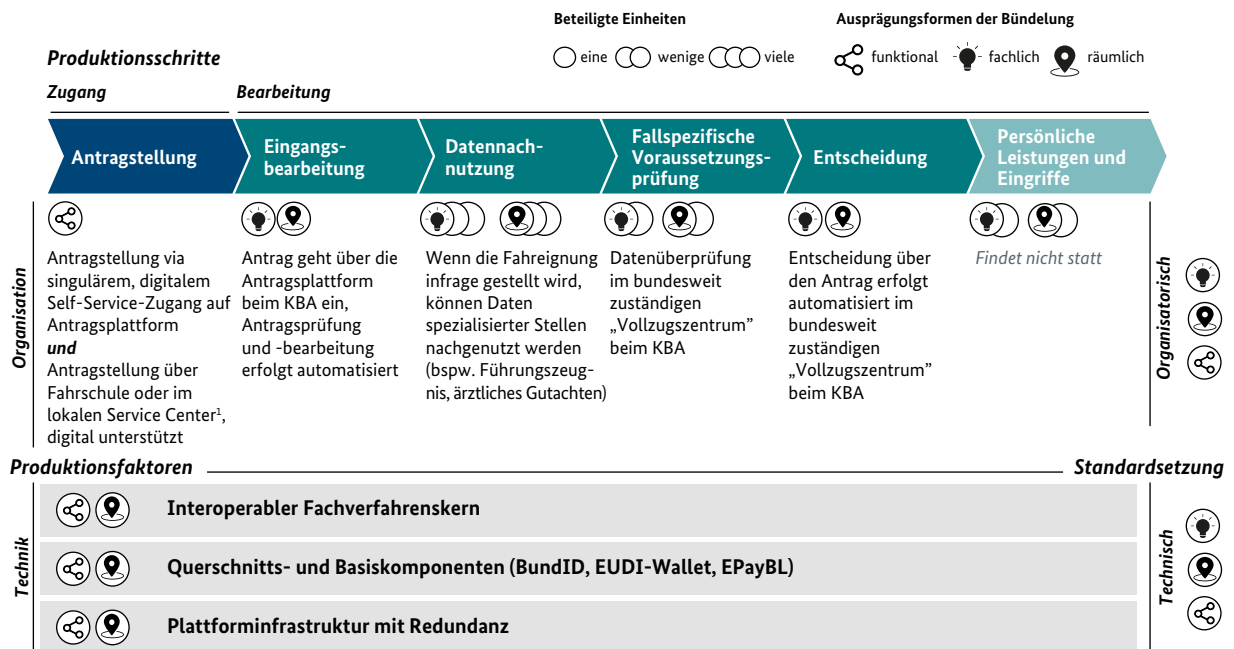 Beteiligte Einheiten
Ausprägungsformen der Bündelung
eine
wenige
viele
funktional
fachlich
räumlich
Produktionsschritte
Zugang
Bearbeitung
Antragstellung
Eingangs-
bearbeitung
Datennach-
nutzung
Fallspezifische
Voraussetzungs-
prüfung
Entscheidung
Persönliche
Leistungen und
Eingriffe
Organisation
Antragstellung via
singulärem, digitalem
Self-Service-Zugang auf
Antragsplattform
und
Antragstellung über
Fahrschule oder im
lokalen Service Center¹,
digital unterstützt
Antrag geht über die
Antragsplattform
beim KBA ein,
Antragsprüfung
und -bearbeitung
erfolgt automatisiert
Wenn die Fahreignung
infrage gestellt wird,
können Daten
spezialisierter Stellen
nachgenutzt werden
(bspw. Führungszeug-
nis, ärztliches Gutachten)
Datenüberprüfung
im bundesweit
zuständigen
„Vollzugszentrum”
beim KBA
Entscheidung über
den Antrag erfolgt
automatisiert im
bundesweit
zuständigen
„Vollzugszentrum”
beim KBA
Findet nicht statt
Organisatorisch
Produktionsfaktoren
Standardsetzung
Technik
Interoperabler Fachverfahrenskern
Querschnitts- und Basiskomponenten (BundID, EUDI-Wallet, EPayBL)
Plattforminfrastruktur mit Redundanz
Technisch